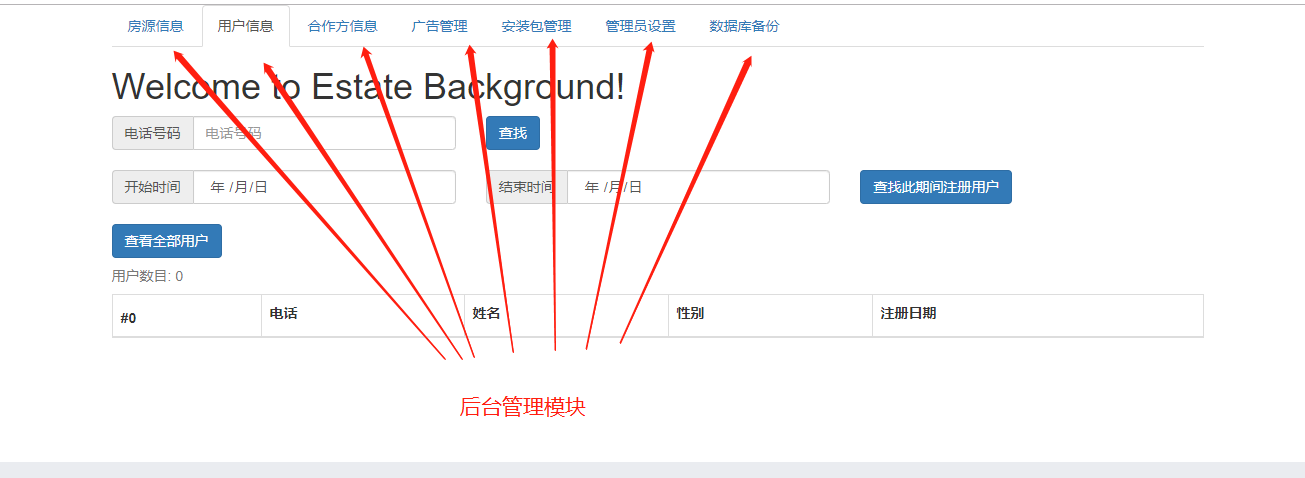 房源信息 用户信息 合作方信息 广告管理 安装包管理 管理员设置 数据库备份
Welcome to Estate Background!
电话号码 电话号码 查找
开始时间 年 /月/日 结束时间 年 /月/日 查找此期间注册用户
查看全部用户
用户数目: 0
#0 电话 姓名 性别 注册日期
后台管理模块